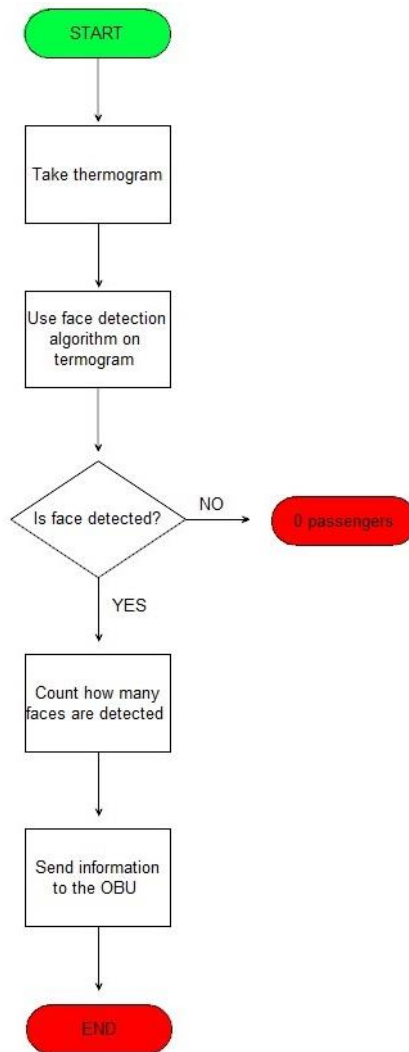 START
Take thermogram
Use face detection
algorithm on
termogram
Is face detected?
NO
0 passengers
YES
Count how many
faces are detected
Send information
to the OBU
END